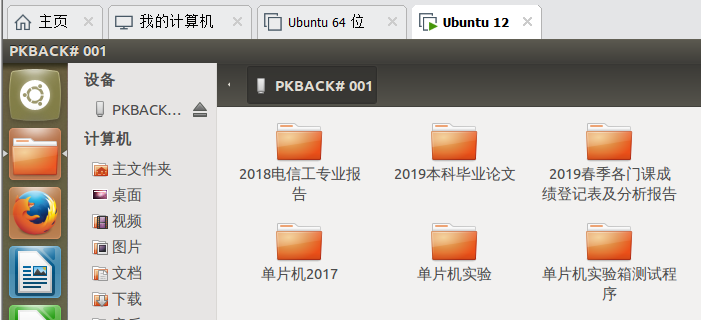 主页
我的计算机
Ubuntu 64 位
Ubuntu 12
PKBACK# 001
设备
PKBACK...
计算机
主文件夹
桌面
视频
图片
文档
下载
PKBACK# 001
2018电信工专业报
告
2019本科毕业论文
2019春季各门课成
绩登记表及分析报告
单片机2017
单片机实验
单片机实验箱测试程
序